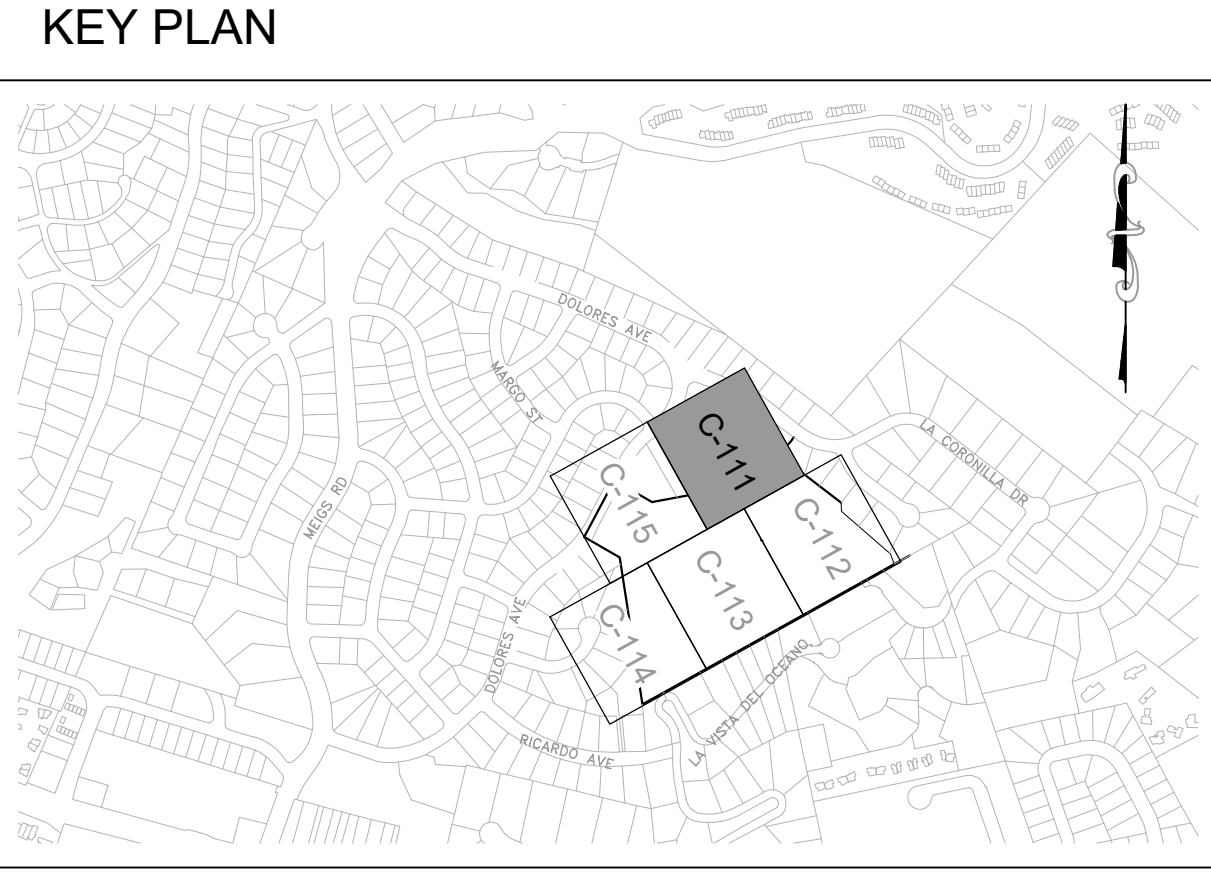 KEY PLAN
DOLORES AVE
MARGO ST
C-111
LA CORONILLA DR
C-115
MEIGS RD
C-112
C-113
DOLORES AVE
C-114
LA VISTA DEL OCEANO
RICARDO AVE